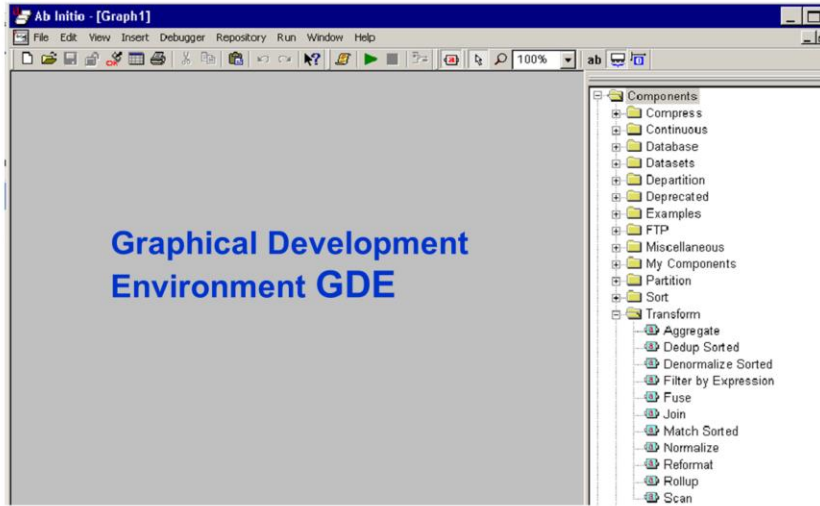 Ab Initio - [Graph1]
File Edit View Insert Debugger Repository Run Window Help
100% ab
Graphical Development
Environment GDE
Components
Compress
Continuous
Database
Datasets
Departition
Deprecated
Examples
FTP
Miscellaneous
My Components
Partition
Sort
Transform
Aggregate
Dedup Sorted
Denormalize Sorted
Filter by Expression
Fuse
Join
Match Sorted
Normalize
Reformat
Rollup
Scan